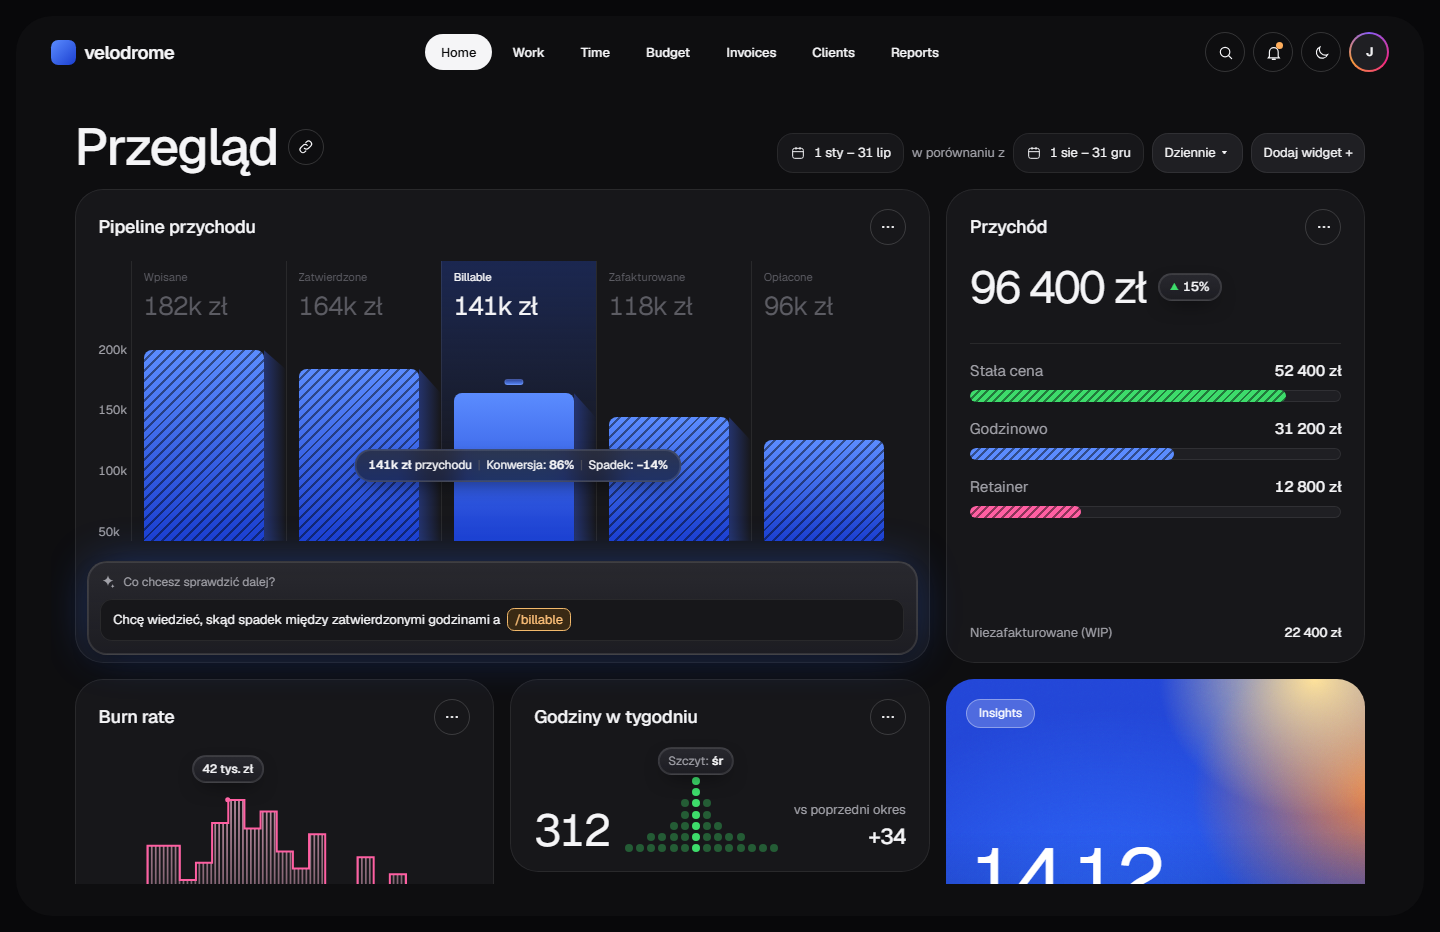 velodrome
Home Work Time Budget Invoices Clients Reports
J
Przegląd
1 sty – 31 lip w porównaniu z 1 sie – 31 gru Dziennie Dodaj widget +
Pipeline przychodu
Wpisane Zatwierdzone Billable Zafakturowane Opłacone
182k zł 164k zł 141k zł 118k zł 96k zł
200k
150k
100k
50k
141k zł przychodu | Konwersja: 86% | Spadek: –14%
Co chcesz sprawdzić dalej?
Chcę wiedzieć, skąd spadek między zatwierdzonymi godzinami a /billable
Przychód
96 400 zł 15%
Stała cena 52 400 zł
Godzinowo 31 200 zł
Retainer 12 800 zł
Niezafakturowane (WIP) 22 400 zł
Burn rate
42 tys. zł
Godziny w tygodniu
Szczyt: śr
312
vs poprzedni okres
+34
Insights
1412